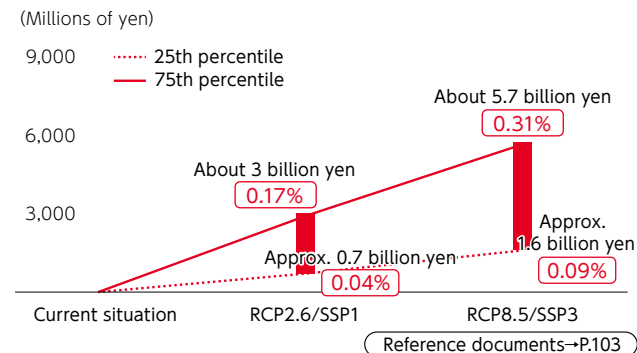 (Millions of yen)
9,000
25th percentile
75th percentile
About 5.7 billion yen
0.31%
6,000
About 3 billion yen
0.17%
3,000
Approx.
1.6 billion yen
Approx. 0.7 billion yen
0.04%
0.09%
Current situation
RCP2.6/SSP1
RCP8.5/SSP3
Reference documents→P.103